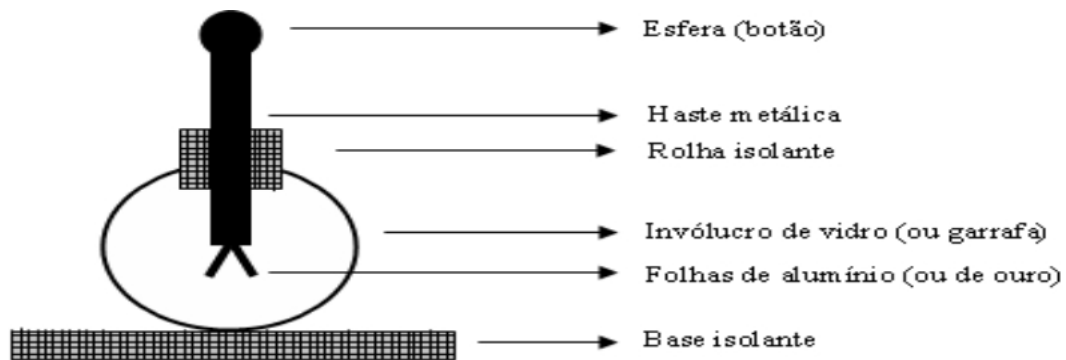 Esfera (botão)
Haste metálica
Rolha isolante
Invólucro de vidro (ou garrafa)
Folhas de alumínio (ou de ouro)
Base isolante